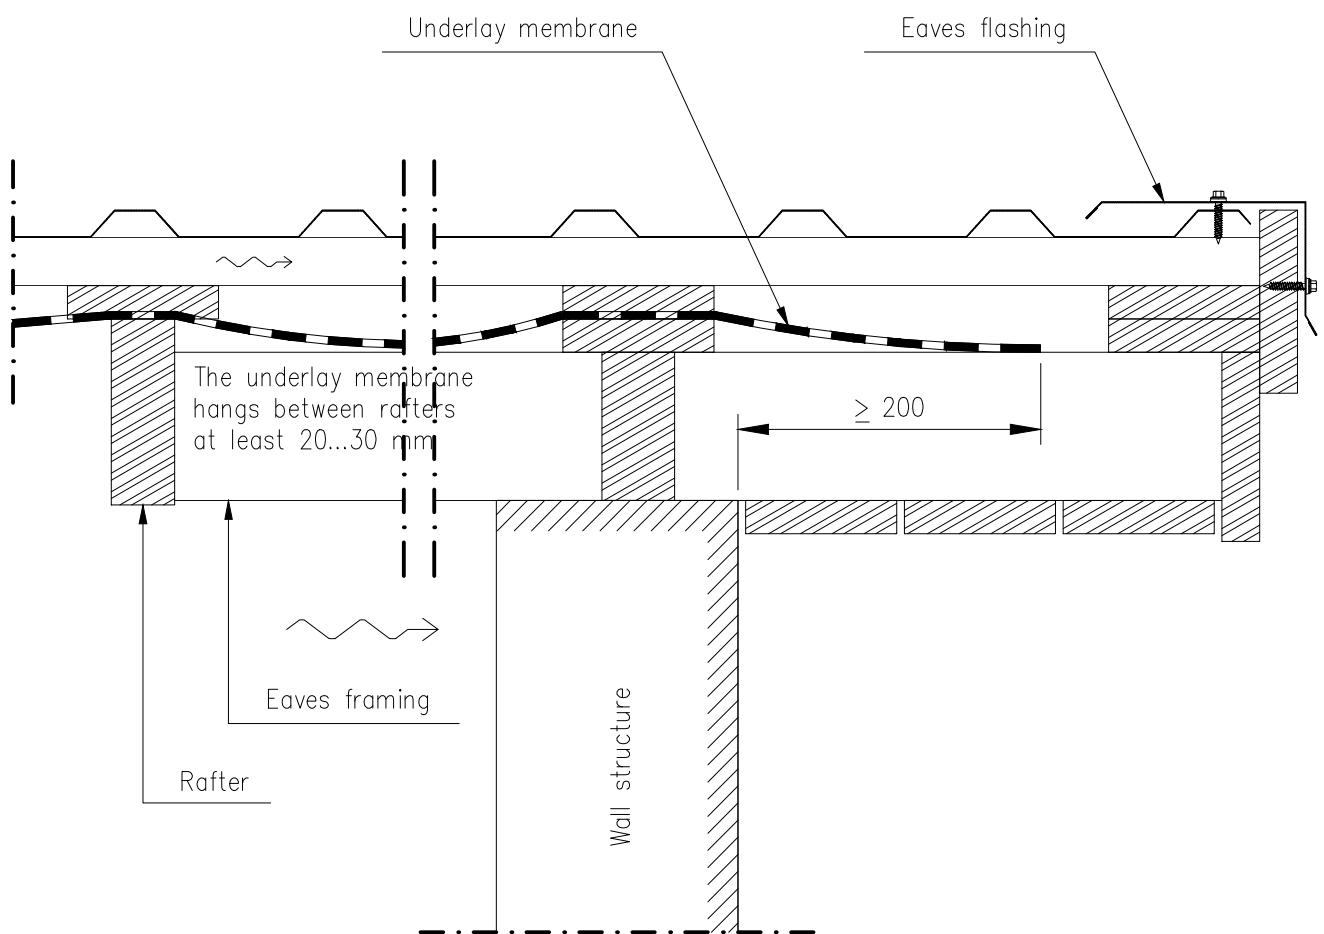 Underlay membrane
Eaves flashing
The underlay membrane
hangs between rafters
at least 20...30 mm
≥ 200
Eaves framing
Rafter
Wall structure